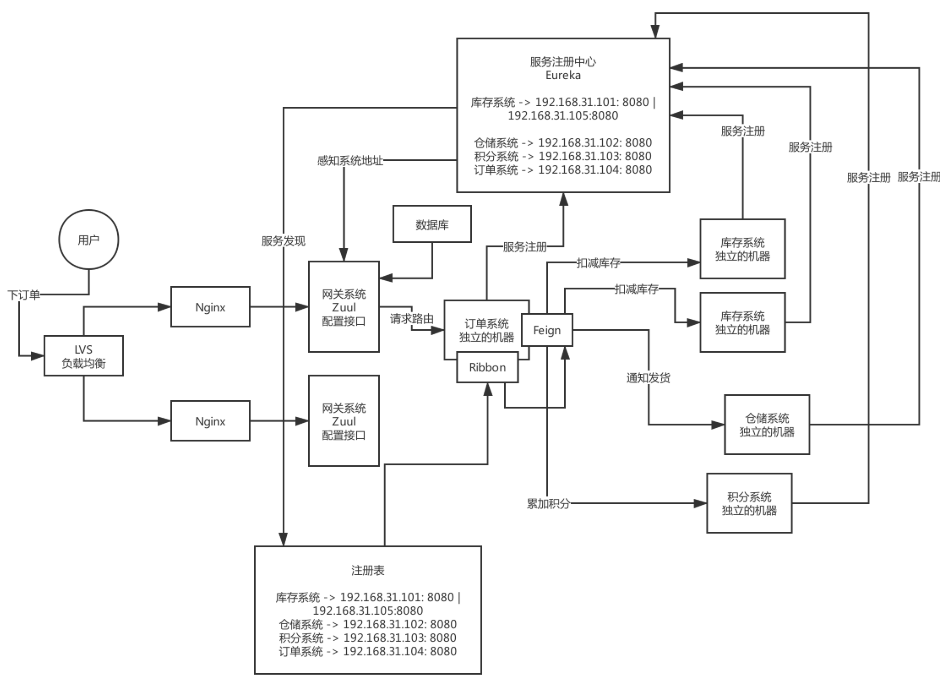 服务注册中心
Eureka
库存系统 -> 192.168.31.101: 8080 |
192.168.31.105:8080
仓储系统 -> 192.168.31.102: 8080
积分系统 -> 192.168.31.103: 8080
订单系统 -> 192.168.31.104: 8080
服务注册
服务注册
服务注册
服务注册
感知系统地址
服务发现
数据库
服务注册
用户
下订单
LVS
负载均衡
Nginx
Nginx
网关系统
Zuul
配置接口
网关系统
Zuul
配置接口
请求路由
订单系统
独立的机器
Feign
Ribbon
扣减库存
扣减库存
通知发货
累加积分
库存系统
独立的机器
库存系统
独立的机器
仓储系统
独立的机器
积分系统
独立的机器
注册表
库存系统 -> 192.168.31.101: 8080 |
192.168.31.105:8080
仓储系统 -> 192.168.31.102: 8080
积分系统 -> 192.168.31.103: 8080
订单系统 -> 192.168.31.104: 8080